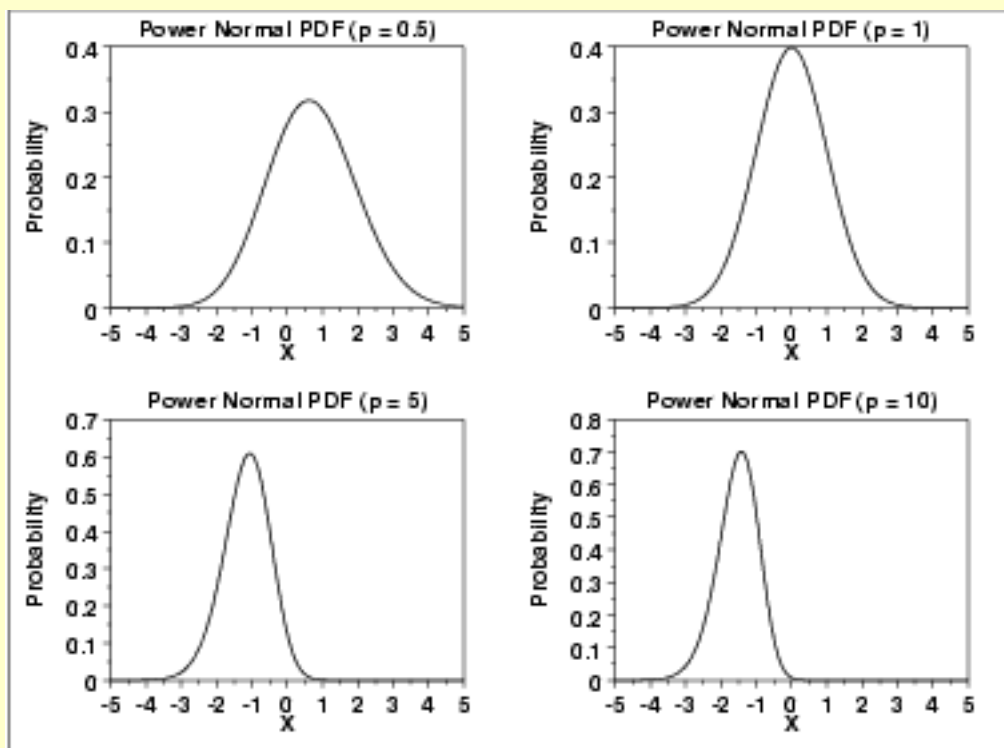 Power Normal PDF (p = 0.5)
0.4
0.3
0.2
0.1
0
Probability
-5 -4 -3 -2 -1 0 1 2 3 4 5
X
Power Normal PDF (p = 1)
0.4
0.3
0.2
0.1
0
Probability
-5 -4 -3 -2 -1 0 1 2 3 4 5
X
Power Normal PDF (p = 5)
0.7
0.6
0.5
0.4
0.3
0.2
0.1
0
Probability
-5 -4 -3 -2 -1 0 1 2 3 4 5
X
Power Normal PDF (p = 10)
0.8
0.7
0.6
0.5
0.4
0.3
0.2
0.1
0
Probability
-5 -4 -3 -2 -1 0 1 2 3 4 5
X